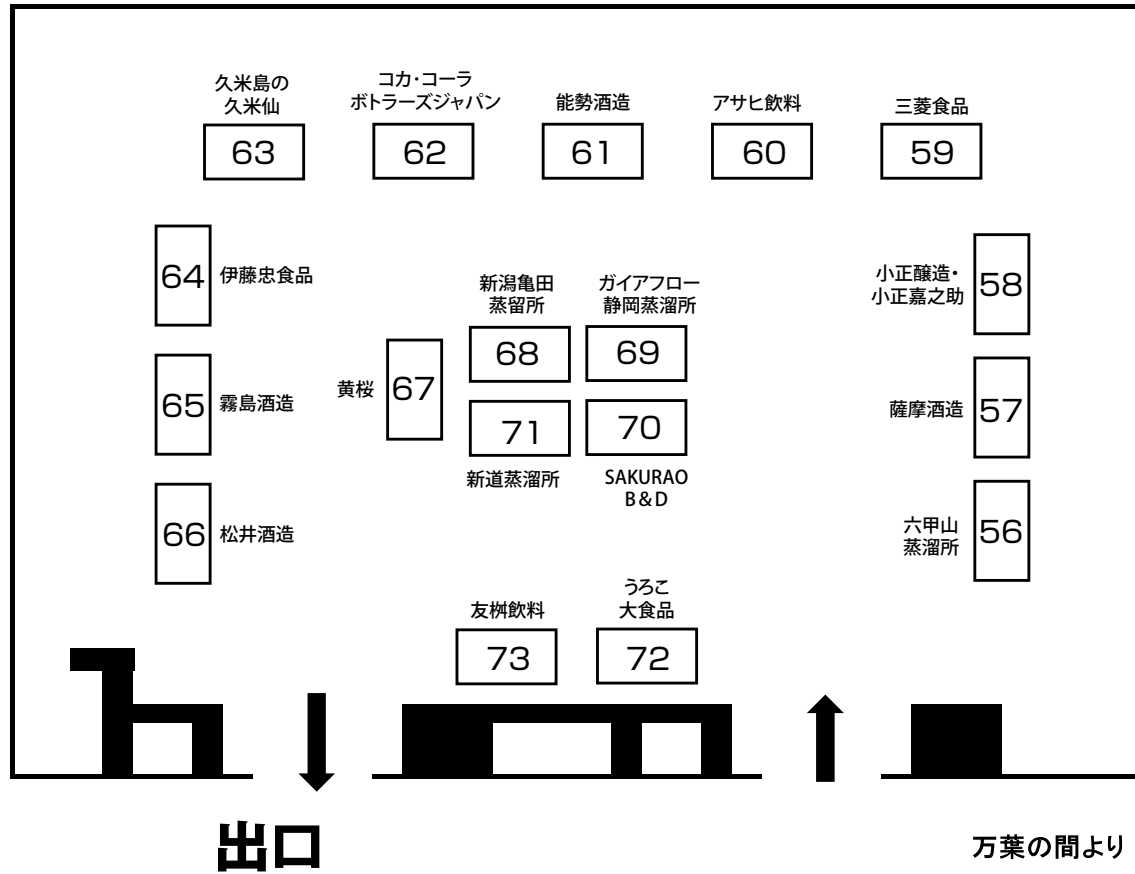 久米島の
久米仙
63
コカ・コーラ
ボトラーズジャパン
62
能勢酒造
61
アサヒ飲料
60
三菱食品
59
64
伊藤忠食品
65
霧島酒造
66
松井酒造
黄桜
67
新潟亀田
蒸留所
68
ガイアフロー
静岡蒸溜所
69
71
新道蒸溜所
70
SAKURAO
B&D
小正醸造・
小正嘉之助
58
薩摩酒造
57
六甲山
蒸溜所
56
友桝飲料
73
うろこ
大食品
72
出口
万葉の間より